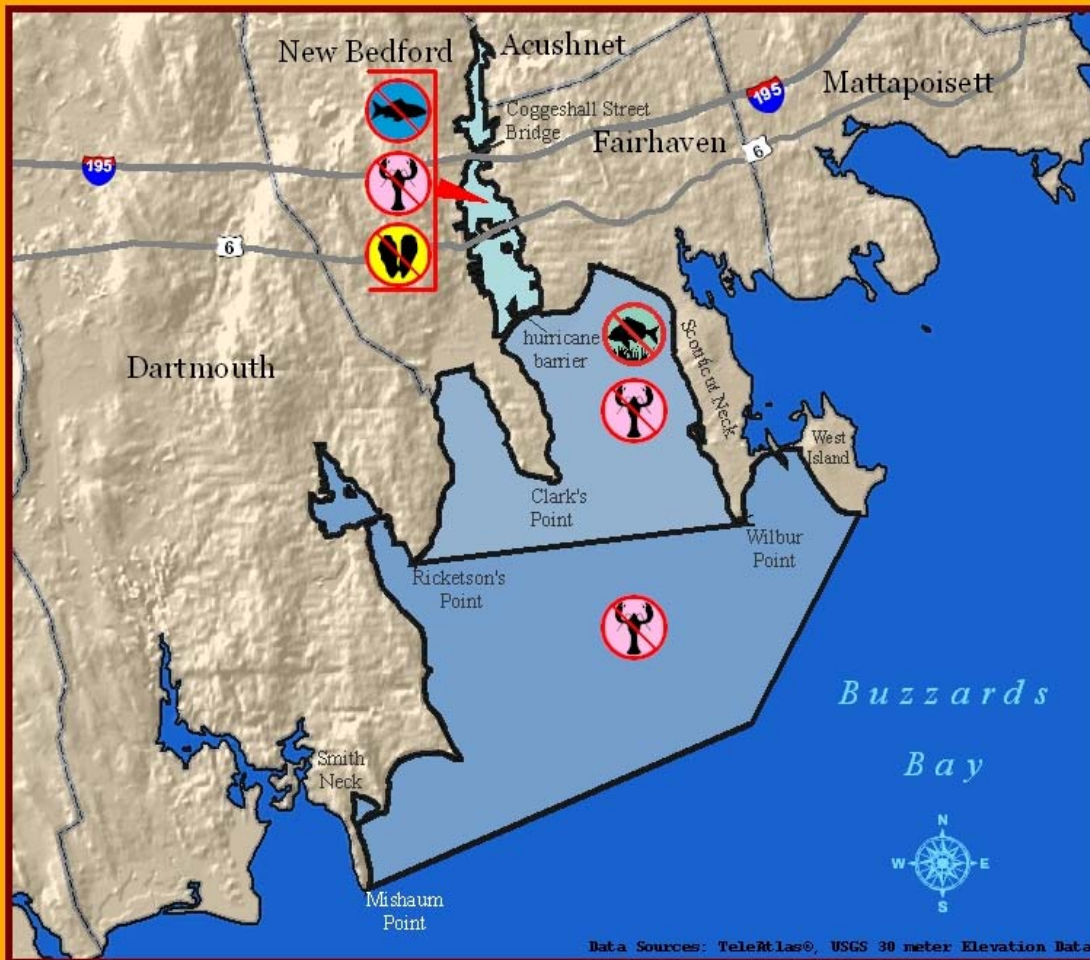 New Bedford
Acushnet
Mattapoisett
195
Coggeshall Street
Bridge
Fairhaven
6
195
6
hurricane
barrier
Sconticut Neck
Dartmouth
West
Island
Clark's
Point
Wilbur
Point
Ricketson's
Point
Buzzards
Bay
Smith
Neck
N
W
E
S
Mishaum
Point
Data Sources: TeleAtlas®, USGS 30 meter Elevation Data